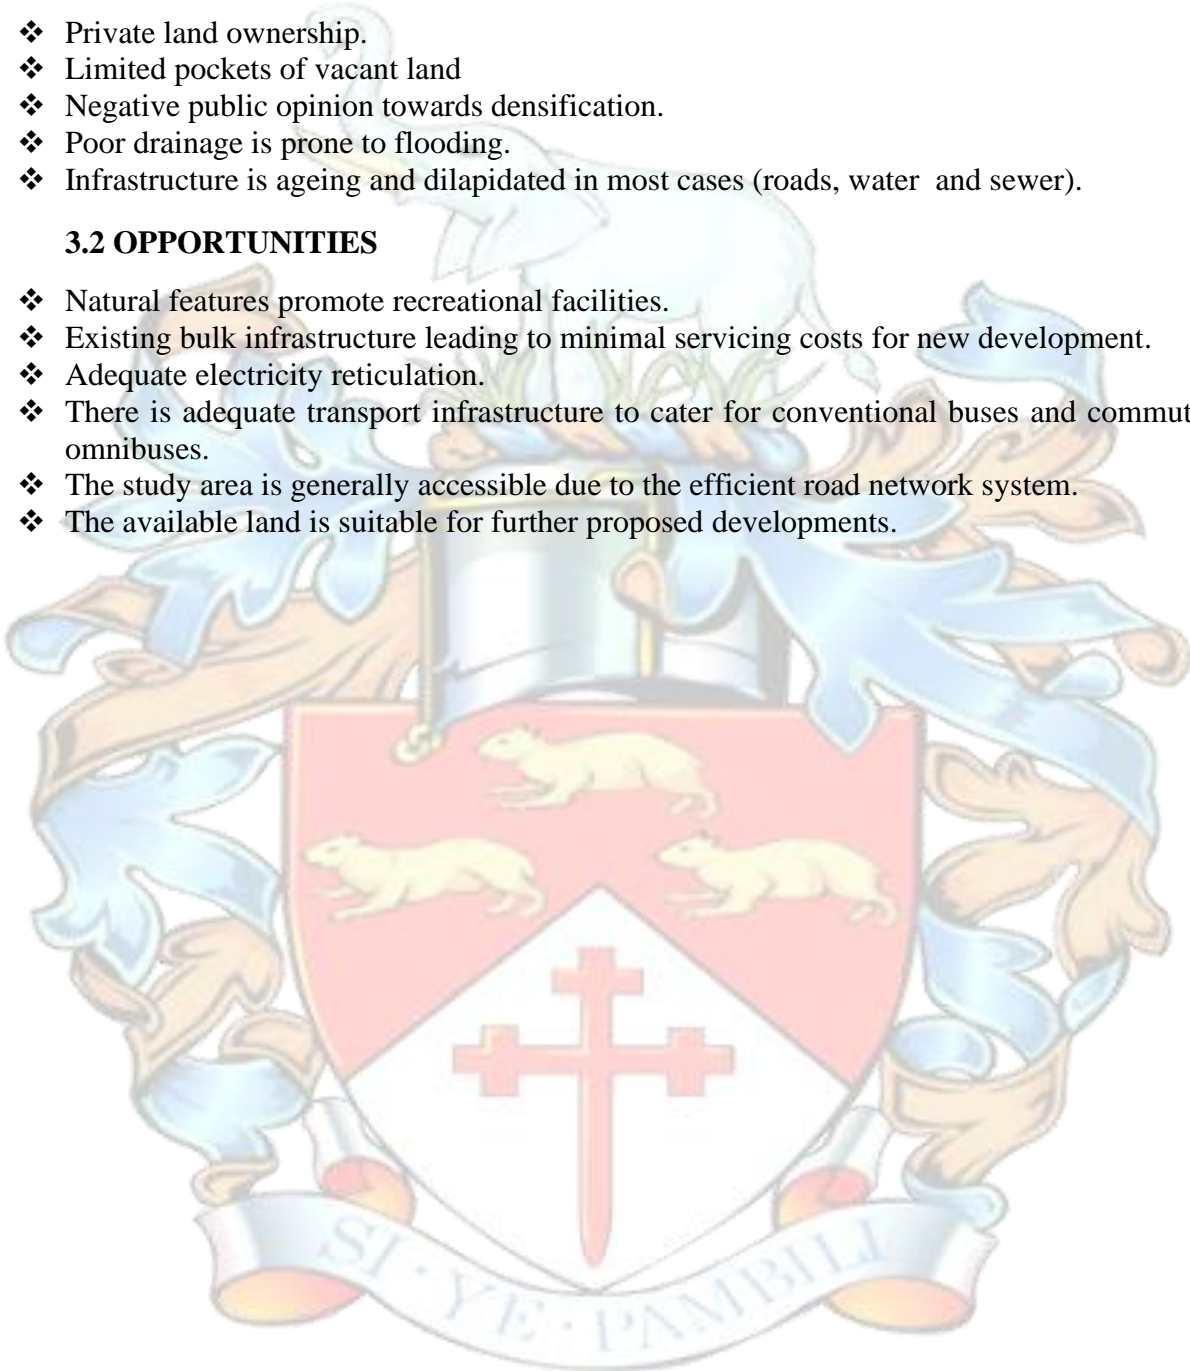 ❖ Private land ownership.
❖ Limited pockets of vacant land
❖ Negative public opinion towards densification.
❖ Poor drainage is prone to flooding.
❖ Infrastructure is ageing and dilapidated in most cases (roads, water and sewer).
3.2 OPPORTUNITIES
❖ Natural features promote recreational facilities.
❖ Existing bulk infrastructure leading to minimal servicing costs for new development.
❖ Adequate electricity reticulation.
❖ There is adequate transport infrastructure to cater for conventional buses and commut
omnibuses.
❖ The study area is generally accessible due to the efficient road network system.
❖ The available land is suitable for further proposed developments.
SI · YE · PAMBILI